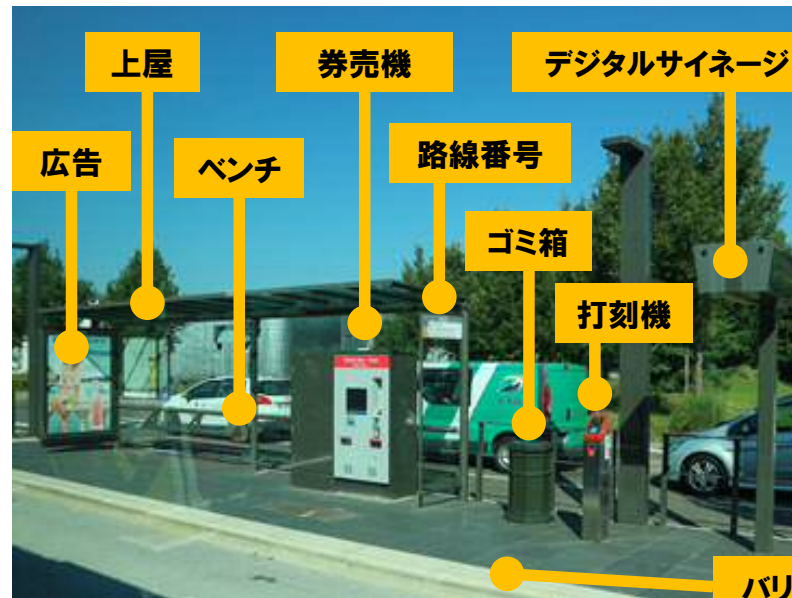 上屋
券売機
デジタルサイネージ
広告
ベンチ
路線番号
ゴミ箱
打刻機
バリ